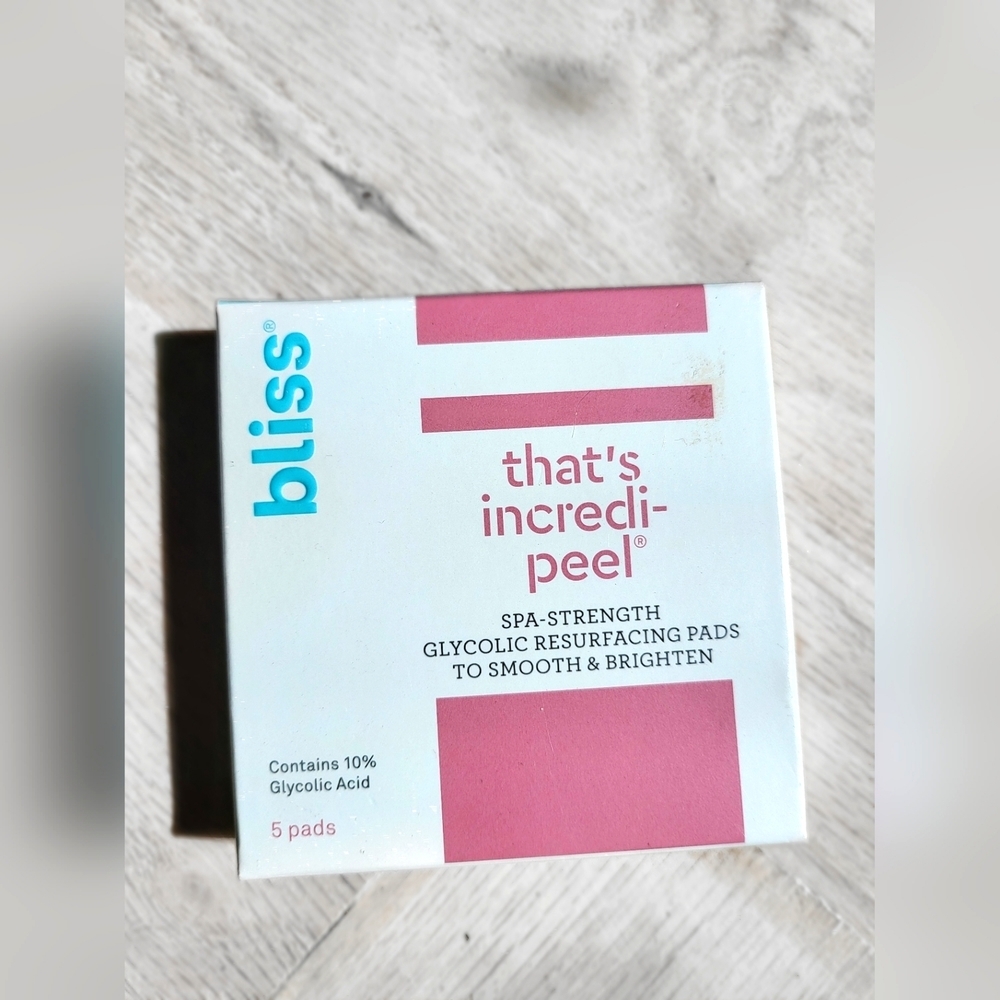 bliss®
that's
incredi-
peel®
SPA-STRENGTH
GLYCOLIC RESURFACING PADS
TO SMOOTH & BRIGHTEN
Contains 10%
Glycolic Acid
5 pads